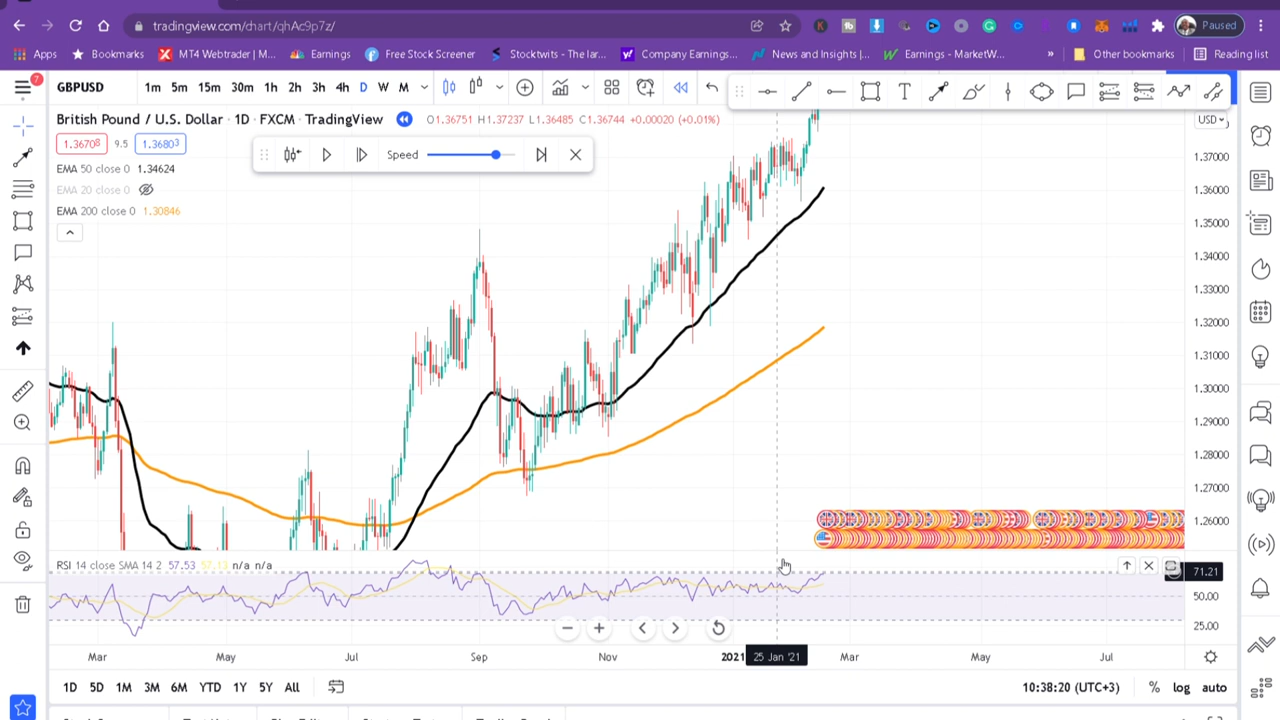 tradingview.com/chart/qhAc9p7z/
Paused
Apps Bookmarks MT4 Webtrader | M... Earnings Free Stock Screener Stocktwits - The lar... Company Earnings... News and Insights |... Earnings - MarketW... » Other bookmarks Reading list
7
GBPUSD 1m 5m 15m 30m 1h 2h 3h 4h D W M
British Pound / U.S. Dollar · 1D · FXCM · TradingView O1.36751 H1.37237 L1.36485 C1.36744 +0.00020 (+0.01%)
USD
1.36708 9.5 1.36803
Speed
EMA 50 close 0 1.34624
EMA 20 close 0
EMA 200 close 0 1.30846
1.37000
1.36000
1.35000
1.34000
1.33000
1.32000
1.31000
1.30000
1.29000
1.28000
1.27000
1.26000
RSI 14 close SMA 14 2 57.53 57.13 n/a n/a
71.21
50.00
25.00
Mar May Jul Sep Nov 2021 25 Jan '21 Mar May Jul
1D 5D 1M 3M 6M YTD 1Y 5Y All 10:38:20 (UTC+3) % log auto